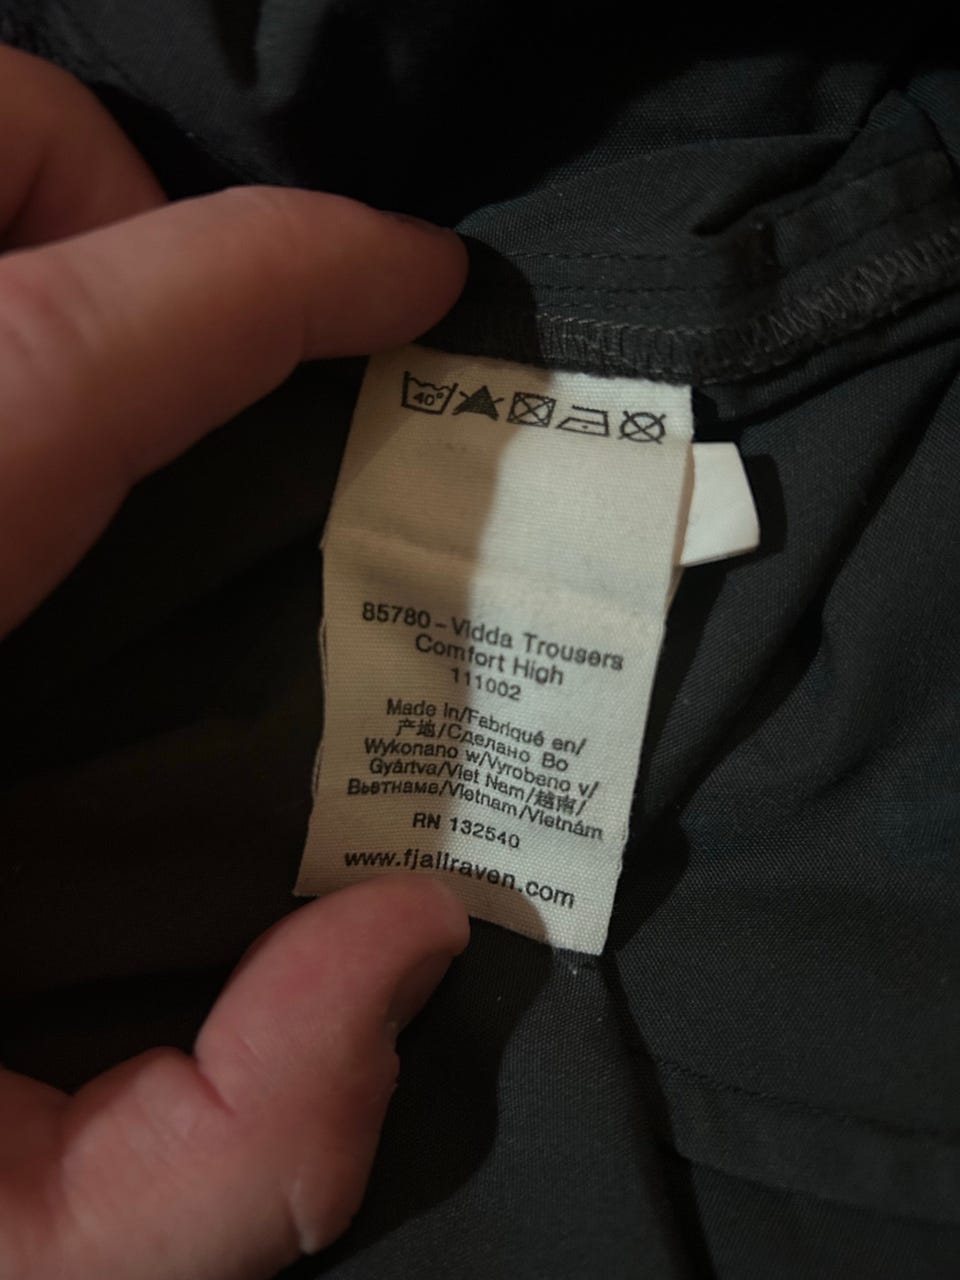 40°
85780 – Vidda Trousers
Comfort High
111002
Made in/Fabriqué en/
产地/Сделано Во
Wykonano w/Vyrobeno v/
Gyártva/Viet Nam/越南/
Вьетнаме/Vietnam/Vietnám
RN 132540
www.fjallraven.com